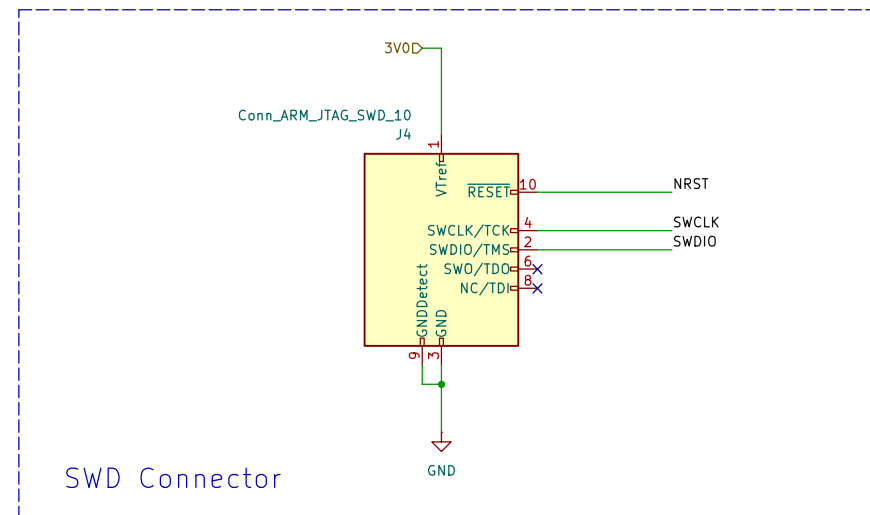 3V0
Conn_ARM_JTAG_SWD_10
J4
1
VTref
RESET 10 NRST
SWCLK/TCK 4 SWCLK
SWDIO/TMS 2 SWDIO
SWO/TDO 6
NC/TDI 8
GNDDetect
GND
9
3
GND
SWD Connector